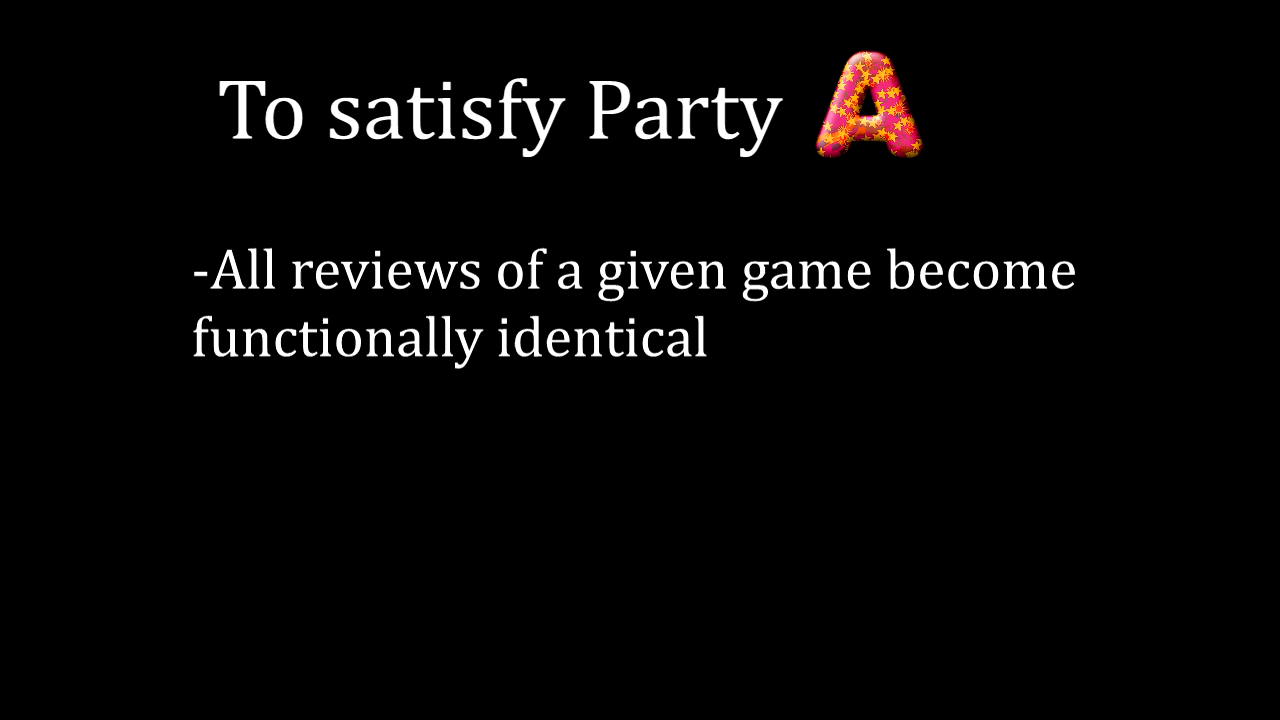 To satisfy Party A
-All reviews of a given game become
functionally identical